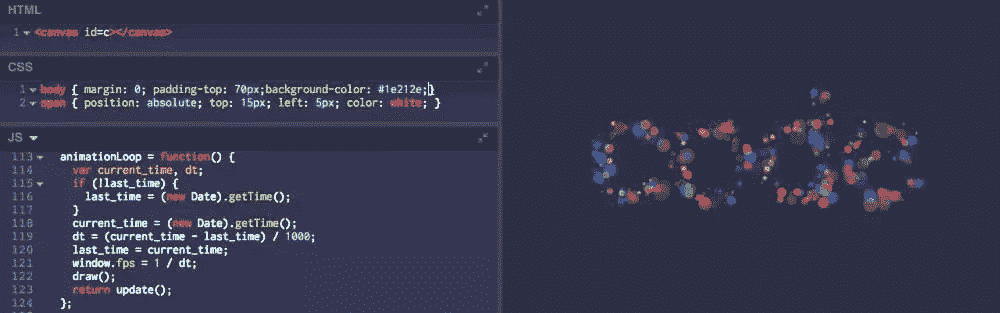 HTML
1 <canvas id=c></canvas>
CSS
1 body { margin: 0; padding-top: 70px;background-color: #1e212e;}
2 span { position: absolute; top: 15px; left: 5px; color: white; }
JS
113 animationLoop = function() {
114 var current_time, dt;
115 if (!last_time) {
116 last_time = (new Date).getTime();
117 }
118 current_time = (new Date).getTime();
119 dt = (current_time - last_time) / 1000;
120 last_time = current_time;
121 window.fps = 1 / dt;
122 draw();
123 return update();
124 };